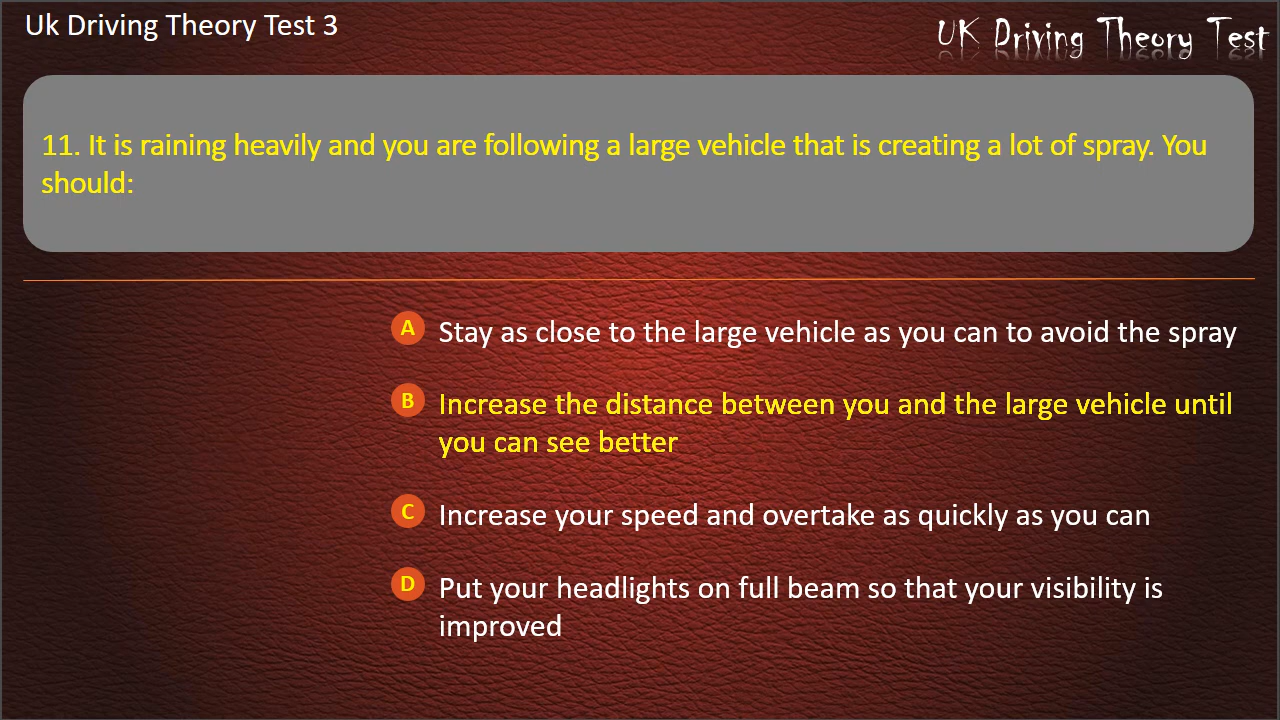 Uk Driving Theory Test 3
UK Driving Theory Test
11. It is raining heavily and you are following a large vehicle that is creating a lot of spray. You
should:
A Stay as close to the large vehicle as you can to avoid the spray
B Increase the distance between you and the large vehicle until
you can see better
C Increase your speed and overtake as quickly as you can
D Put your headlights on full beam so that your visibility is
improved